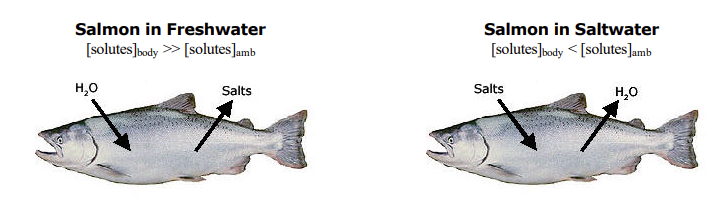 Salmon in Freshwater
[solutes]body >> [solutes]amb
H₂O
Salts
Salmon in Saltwater
[solutes]body < [solutes]amb
Salts
H₂O